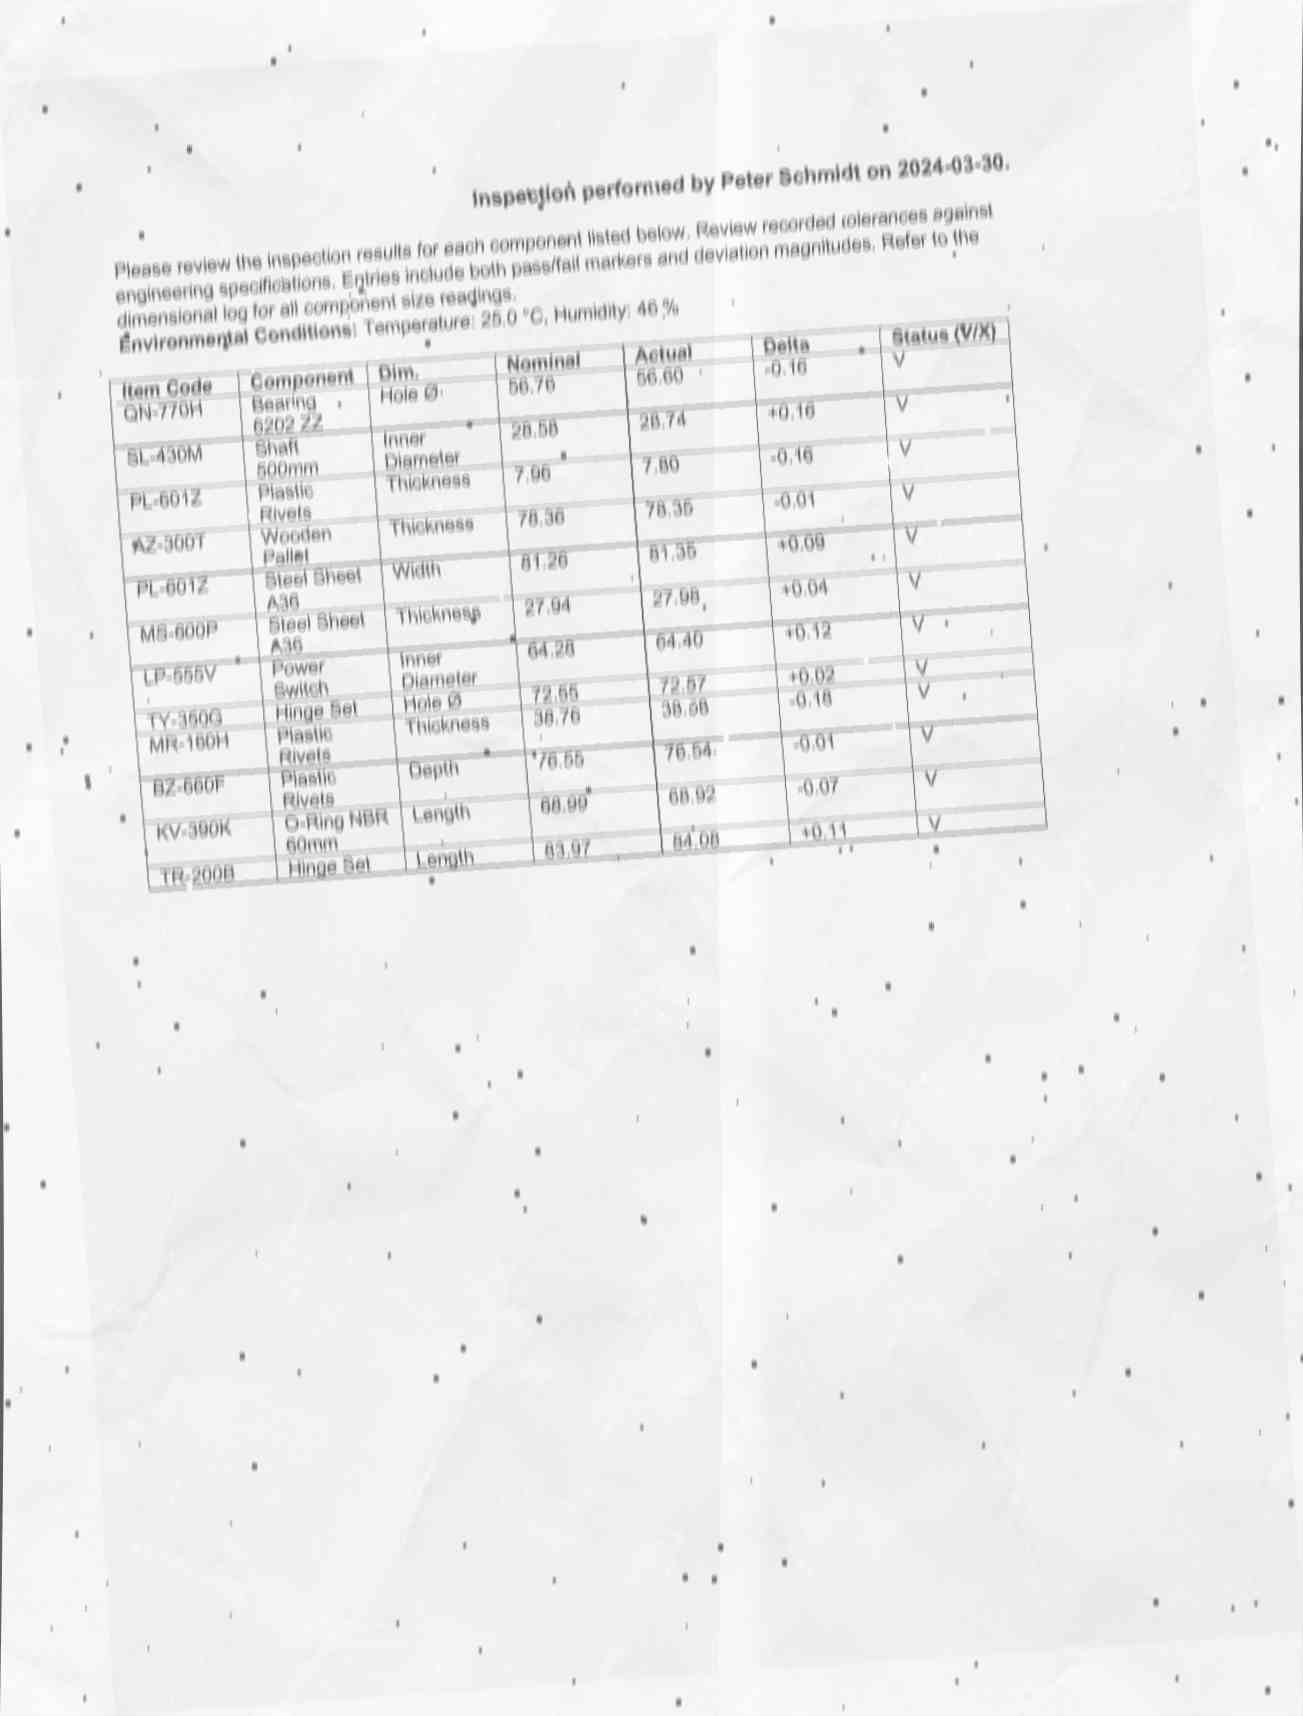 Inspection performed by Peter Schmidt on 2024-03-30.
Please review the inspection results for each component listed below. Review recorded tolerances against
engineering specifications. Entries include both pass/fail markers and deviation magnitudes. Refer to the
dimensional log for all component size readings.
Environmental Conditions: Temperature: 25.0 °C, Humidity: 46 %
Item Code Component Dim. Nominal Actual Delta Status (V/X)
QN-770H Bearing 6202 ZZ Hole Ø 56.76 56.60 -0.16 V
SL-430M Shaft 500mm Inner Diameter 28.58 28.74 +0.16 V
PL-601Z Plastic Rivets Thickness 7.96 7.80 -0.16 V
AZ-300T Wooden Pallet Thickness 78.36 78.35 -0.01 V
PL-601Z Steel Sheet A36 Width 81.26 81.35 +0.09 V
MS-600P Steel Sheet A36 Thickness 27.94 27.98 +0.04 V
LP-555V Power Switch Inner Diameter 64.28 64.40 +0.12 V
TY-350G Hinge Set Hole Ø 72.55 72.57 +0.02 V
MR-160H Plastic Rivets Thickness 38.76 38.58 -0.18 V
BZ-660F Plastic Rivets Depth 76.55 76.54 -0.01 V
KV-390K O-Ring NBR 60mm Length 68.99 68.92 -0.07 V
TR-200B Hinge Set Length 83.97 84.08 +0.11 V